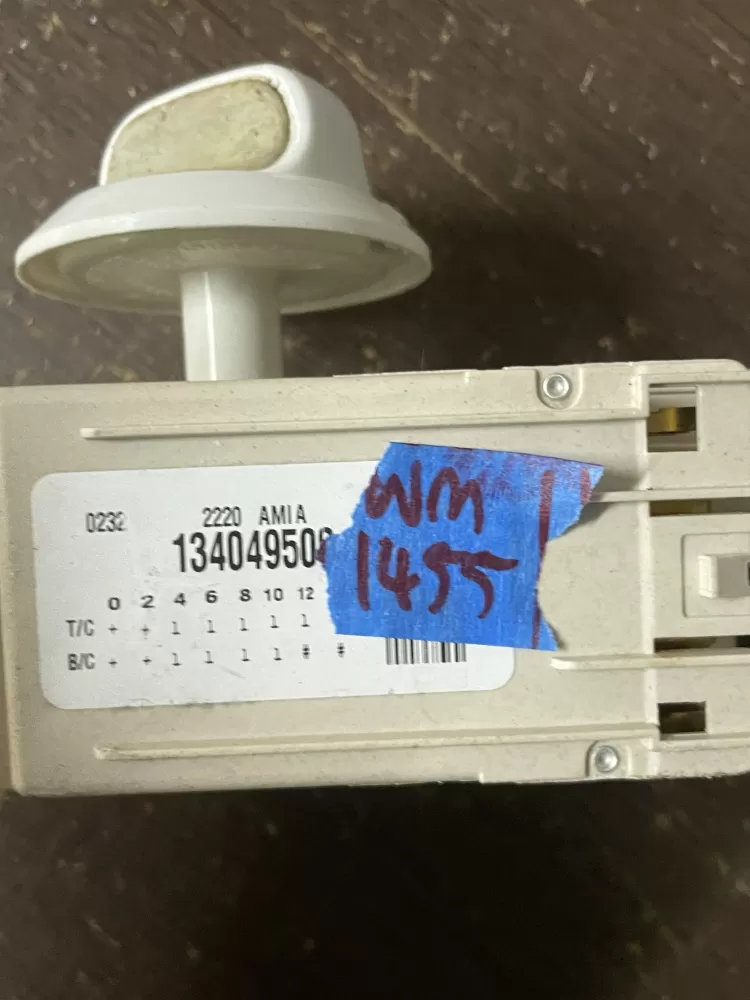 0232 2220 AMIA
13404950
0 2 4 6 8 10 12
T/C + + 1 1 1 1 1
B/C + + 1 1 1 1 # #
WM
1455